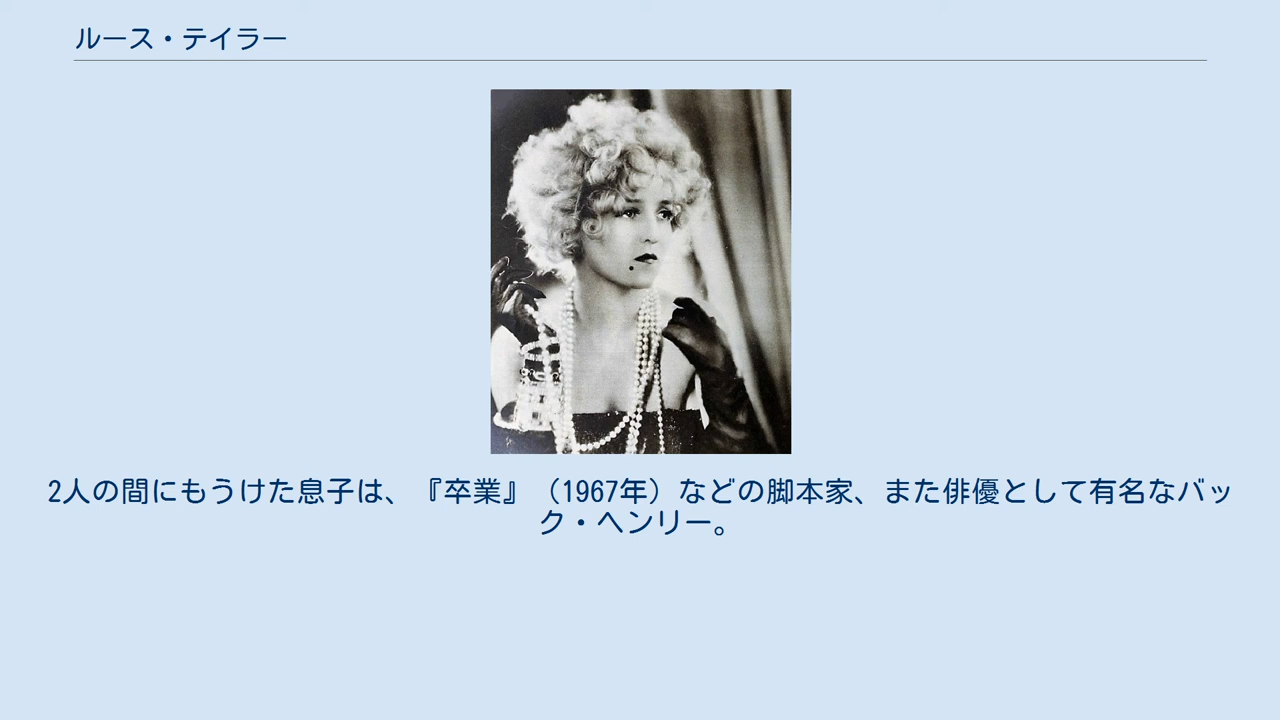 ルース・テイラー
2人の間にもうけた息子は、『卒業』（1967年）などの脚本家、また俳優として有名なバッ
ク・ヘンリー。